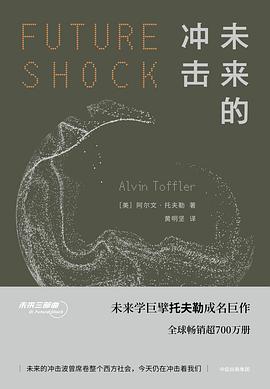 FUTURE
SHOCK
未来的
冲击
Alvin Toffler
［美］阿尔文·托夫勒 著
黄明坚 译
未来三部曲
未来学巨擘托夫勒成名巨作
全球畅销超700万册
未来的冲击波曾席卷整个西方社会，今天仍在冲击着我们
中信出版集团